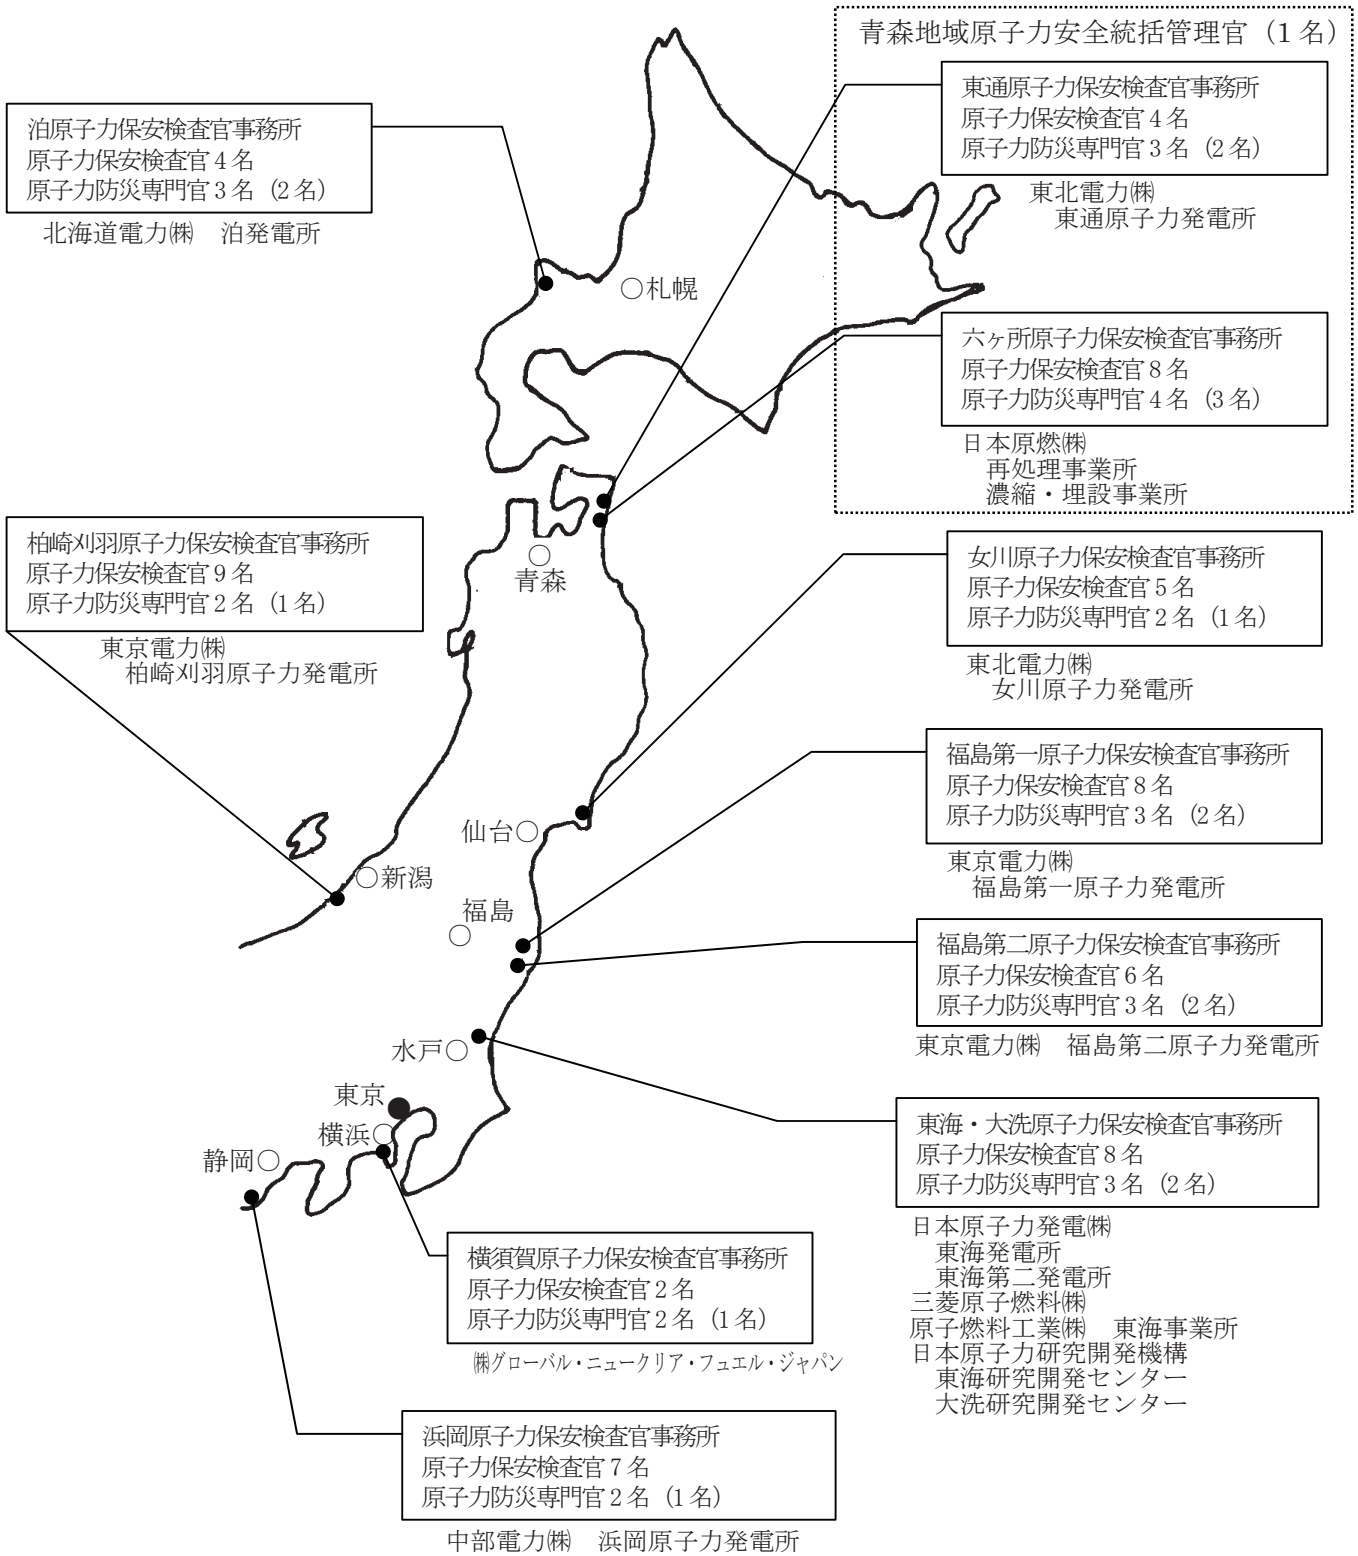 青森地域原子力安全統括管理官（1名）
東通原子力保安検査官事務所
原子力保安検査官4名
原子力防災専門官3名（2名）
東北電力㈱
東通原子力発電所
泊原子力保安検査官事務所
原子力保安検査官4名
原子力防災専門官3名（2名）
北海道電力㈱　泊発電所
○札幌
六ヶ所原子力保安検査官事務所
原子力保安検査官8名
原子力防災専門官4名（3名）
日本原燃㈱
再処理事業所
濃縮・埋設事業所
柏崎刈羽原子力保安検査官事務所
原子力保安検査官9名
原子力防災専門官2名（1名）
東京電力㈱
柏崎刈羽原子力発電所
○
青森
女川原子力保安検査官事務所
原子力保安検査官5名
原子力防災専門官2名（1名）
東北電力㈱
女川原子力発電所
福島第一原子力保安検査官事務所
原子力保安検査官8名
原子力防災専門官3名（2名）
東京電力㈱
福島第一原子力発電所
仙台○
○新潟
福島
○
福島第二原子力保安検査官事務所
原子力保安検査官6名
原子力防災専門官3名（2名）
東京電力㈱　福島第二原子力発電所
水戸○
東京
横浜○
静岡○
東海・大洗原子力保安検査官事務所
原子力保安検査官8名
原子力防災専門官3名（2名）
日本原子力発電㈱
東海発電所
東海第二発電所
三菱原子燃料㈱
原子燃料工業㈱　東海事業所
日本原子力研究開発機構
東海研究開発センター
大洗研究開発センター
横須賀原子力保安検査官事務所
原子力保安検査官2名
原子力防災専門官2名（1名）
㈱グローバル・ニュークリア・フュエル・ジャパン
浜岡原子力保安検査官事務所
原子力保安検査官7名
原子力防災専門官2名（1名）
中部電力㈱　浜岡原子力発電所